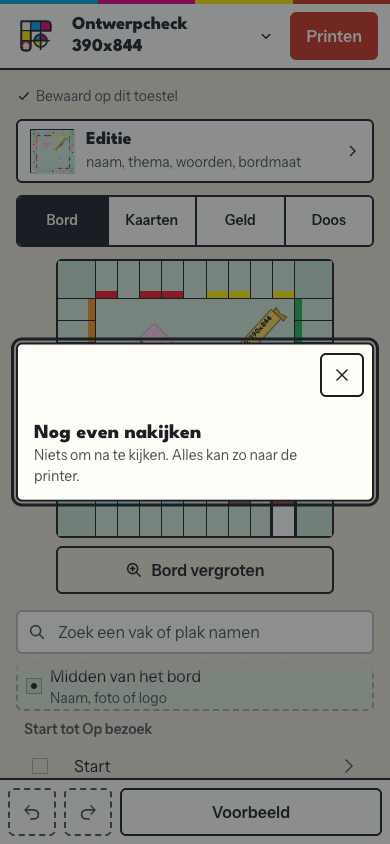 Ontwerpcheck
390x844
Printen
Bewaard op dit toestel
Editie
naam, thema, woorden, bordmaat
Bord
Kaarten
Geld
Doos
390x844
Nog even nakijken
Niets om na te kijken. Alles kan zo naar de
printer.
Bord vergroten
Zoek een vak of plak namen
Midden van het bord
Naam, foto of logo
Start tot Op bezoek
Start
Voorbeeld